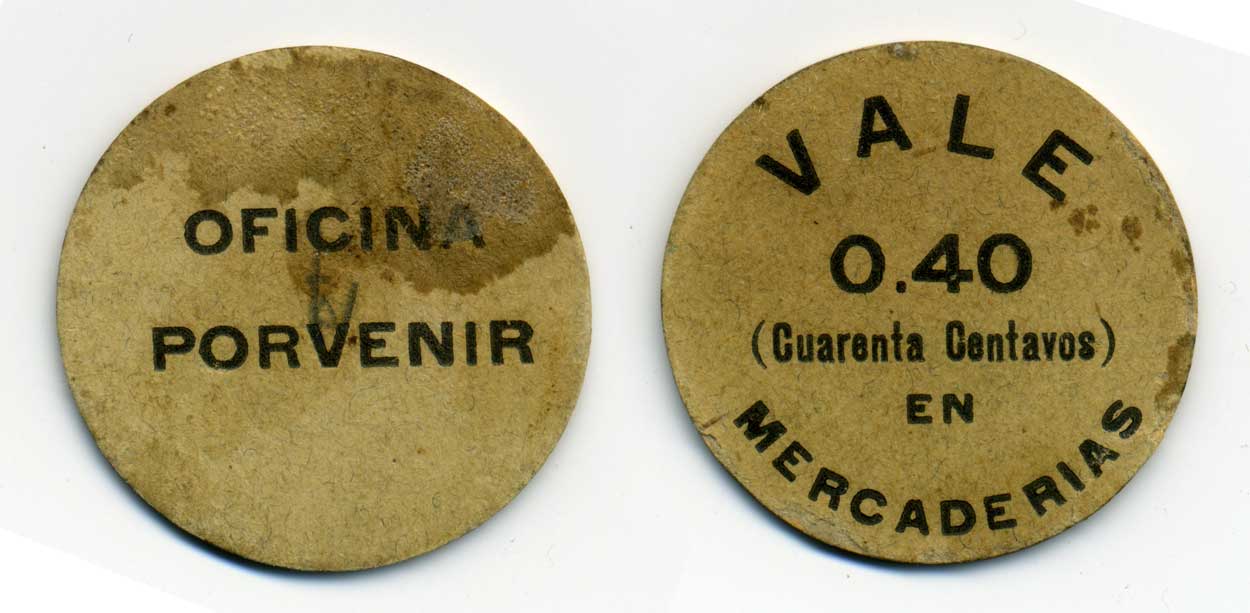 OFICINA
PORVENIR
VALE
0.40
(Cuarenta Centavos)
EN
MERCADERIAS